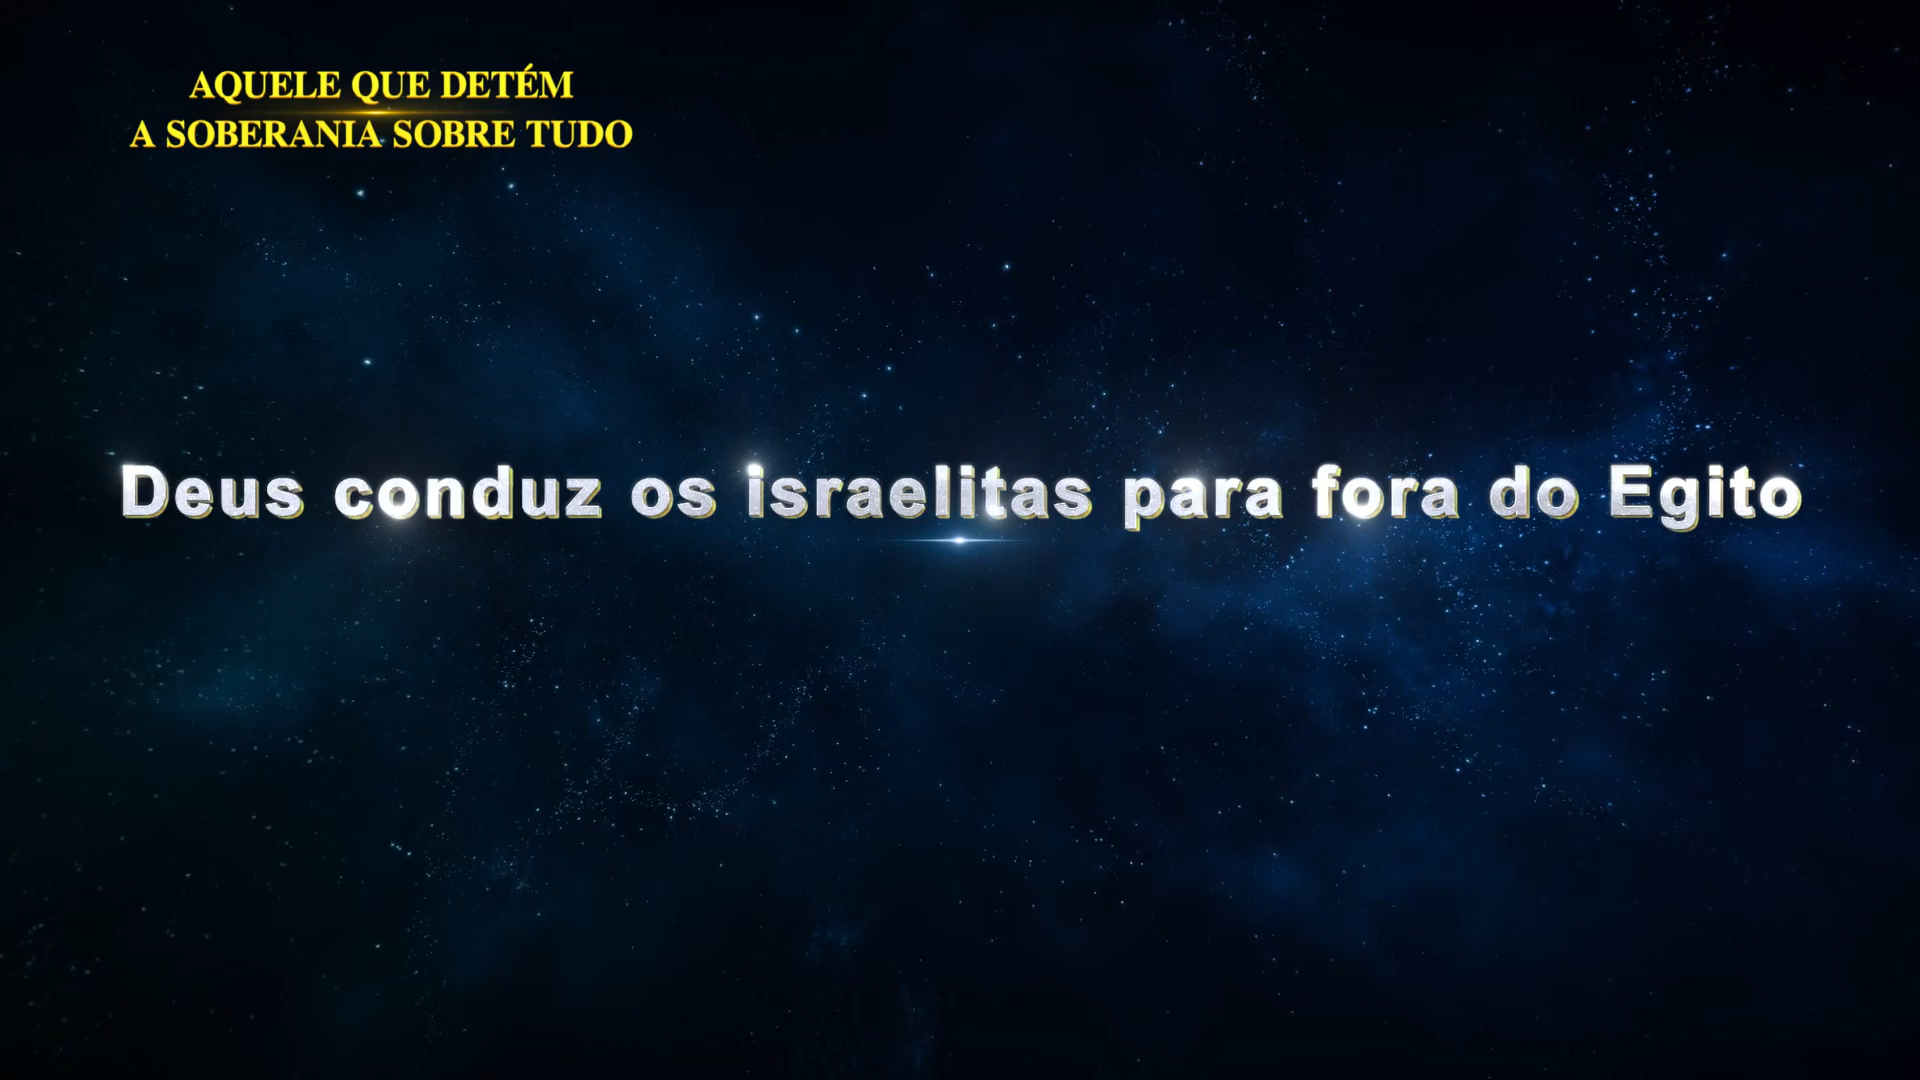 AQUELE QUE DETÉM
A SOBERANIA SOBRE TUDO
Deus conduz os israelitas para fora do Egito